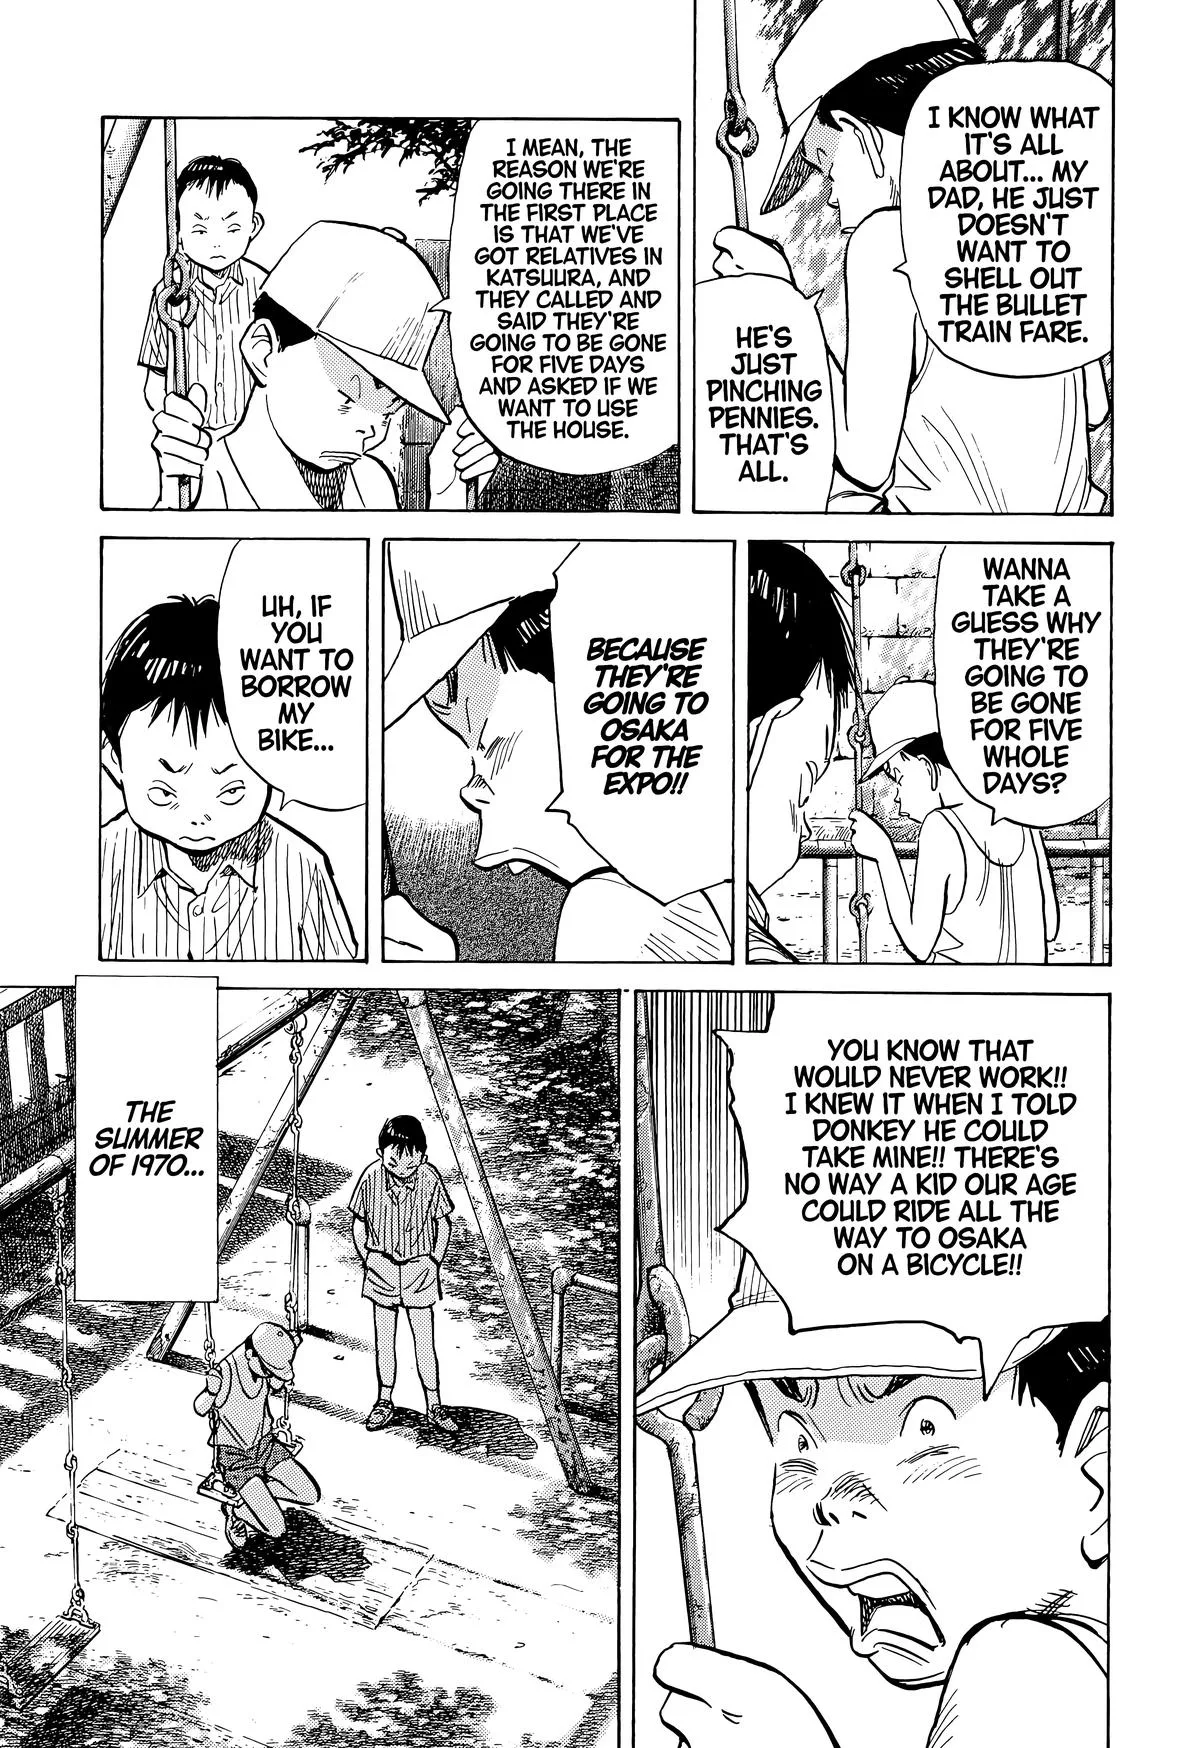 I KNOW WHAT
IT'S ALL
ABOUT... MY
DAD, HE JUST
DOESN'T
WANT TO
SHELL OUT
THE BULLET
TRAIN FARE.
HE'S
JUST
PINCHING
PENNIES.
THAT'S
ALL.
I MEAN, THE
REASON WE'RE
GOING THERE IN
THE FIRST PLACE
IS THAT WE'VE
GOT RELATIVES IN
KATSUURA, AND
THEY CALLED AND
SAID THEY'RE
GOING TO BE GONE
FOR FIVE DAYS
AND ASKED IF WE
WANT TO USE
THE HOUSE.
WANNA
TAKE A
GUESS WHY
THEY'RE
GOING TO
BE GONE
FOR FIVE
WHOLE
DAYS?
BECAUSE
THEY'RE
GOING TO
OSAKA
FOR THE
EXPO!!
UH, IF
YOU
WANT TO
BORROW
MY
BIKE...
YOU KNOW THAT
WOULD NEVER WORK!!
I KNEW IT WHEN I TOLD
DONKEY HE COULD
TAKE MINE!! THERE'S
NO WAY A KID OUR AGE
COULD RIDE ALL THE
WAY TO OSAKA
ON A BICYCLE!!
THE
SUMMER
OF 1970...